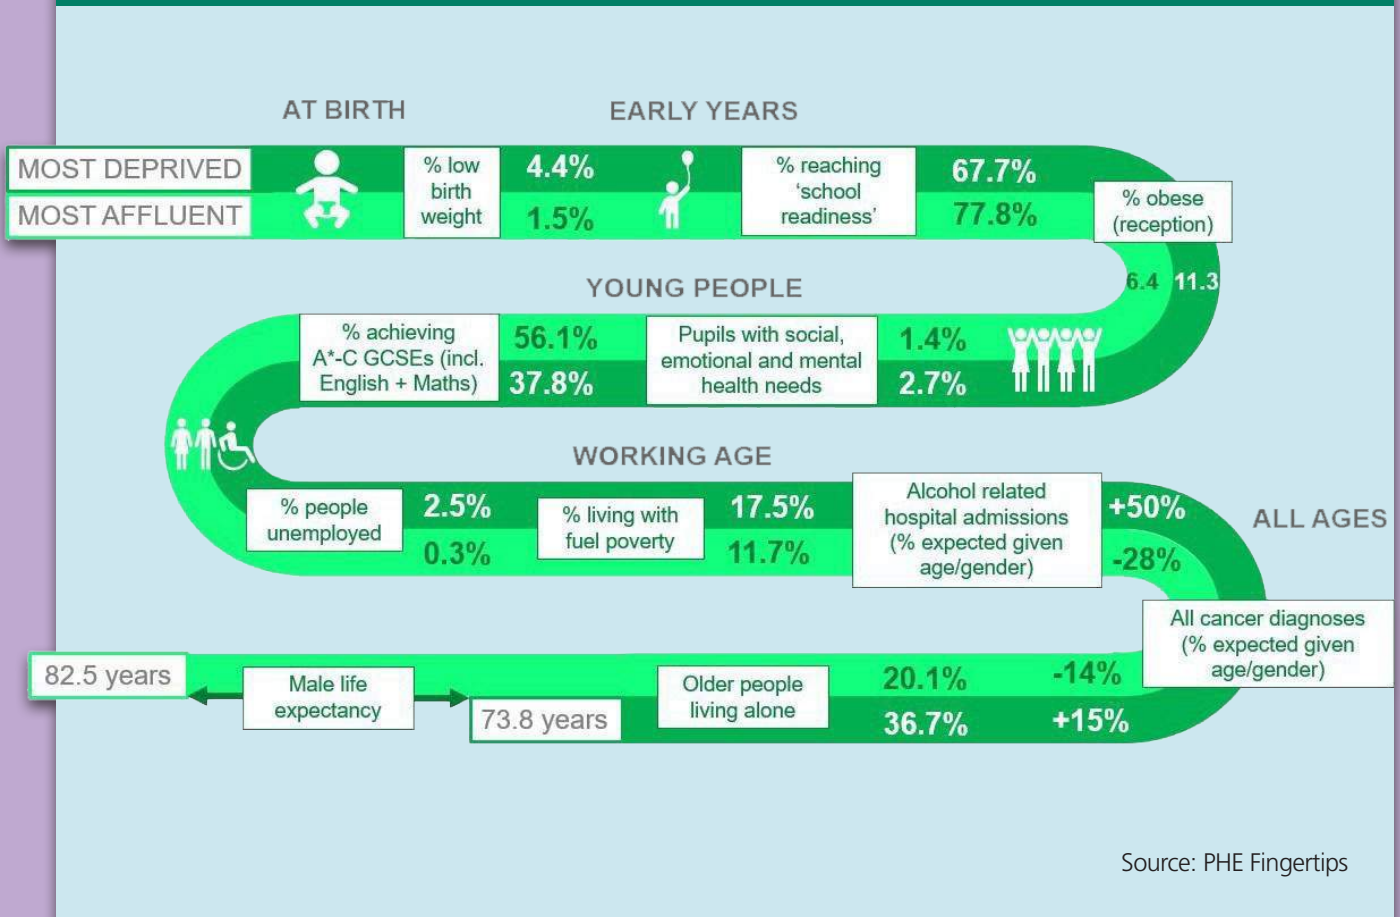 AT BIRTH
EARLY YEARS
MOST DEPRIVED
MOST AFFLUENT
% low
birth
weight
4.4%
1.5%
% reaching
'school
readiness'
67.7%
77.8%
% obese
(reception)
6.4 11.3
YOUNG PEOPLE
% achieving
A*-C GCSEs (incl.
English + Maths)
56.1%
37.8%
Pupils with social,
emotional and mental
health needs
1.4%
2.7%
WORKING AGE
% people
unemployed
2.5%
0.3%
% living with
fuel poverty
17.5%
11.7%
Alcohol related
hospital admissions
(% expected given
age/gender)
+50%
-28%
ALL AGES
All cancer diagnoses
(% expected given
age/gender)
-14%
+15%
Older people
living alone
20.1%
36.7%
Male life
expectancy
82.5 years
73.8 years
Source: PHE Fingertips